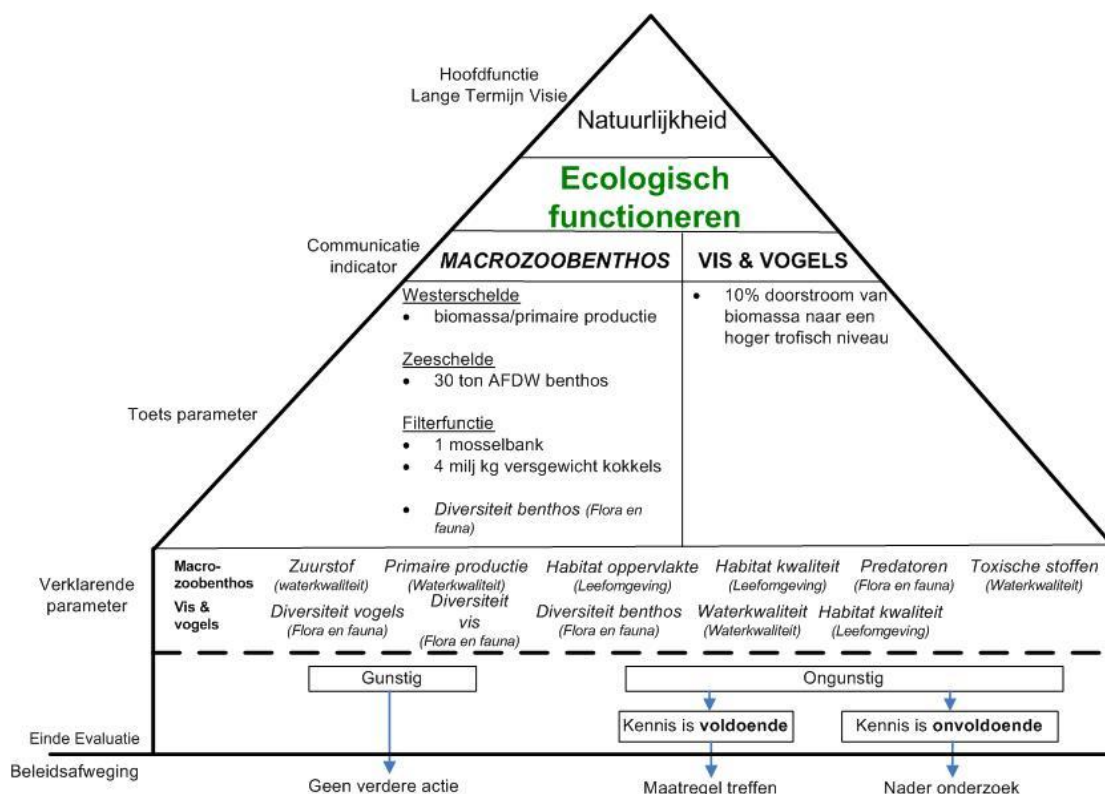 Hoofdfunctie
Lange Termijn Visie
Natuurlijkheid
Ecologisch
functioneren
Communicatie
indicator
MACROZOOBENTHOS
VIS & VOGELS
Westerschelde
• biomassa/primaire productie
Zeeschelde
• 30 ton AFDW benthos
Filterfunctie
• 1 mosselbank
• 4 milj kg versgewicht kokkels
• Diversiteit benthos (Flora en
fauna)
• 10% doorstroom van
biomassa naar een
hoger trofisch niveau
Toets parameter
Verklarende
parameter
Macro-
zoobenthos
Zuurstof
(waterkwaliteit)
Primaire productie
(Waterkwaliteit)
Habitat oppervlakte
(Leefomgeving)
Habitat kwaliteit
(Leefomgeving)
Predatoren
(Flora en fauna)
Toxische stoffen
(Waterkwaliteit)
Vis &
vogels
Diversiteit vogels
(Flora en fauna)
Diversiteit
vis
(Flora en fauna)
Diversiteit benthos
(Flora en fauna)
Waterkwaliteit
(Waterkwaliteit)
Habitat kwaliteit
(Leefomgeving)
Gunstig
Ongunstig
Kennis is voldoende
Kennis is onvoldoende
Einde Evaluatie
Beleidsafweging
Geen verdere actie
Maatregel treffen
Nader onderzoek